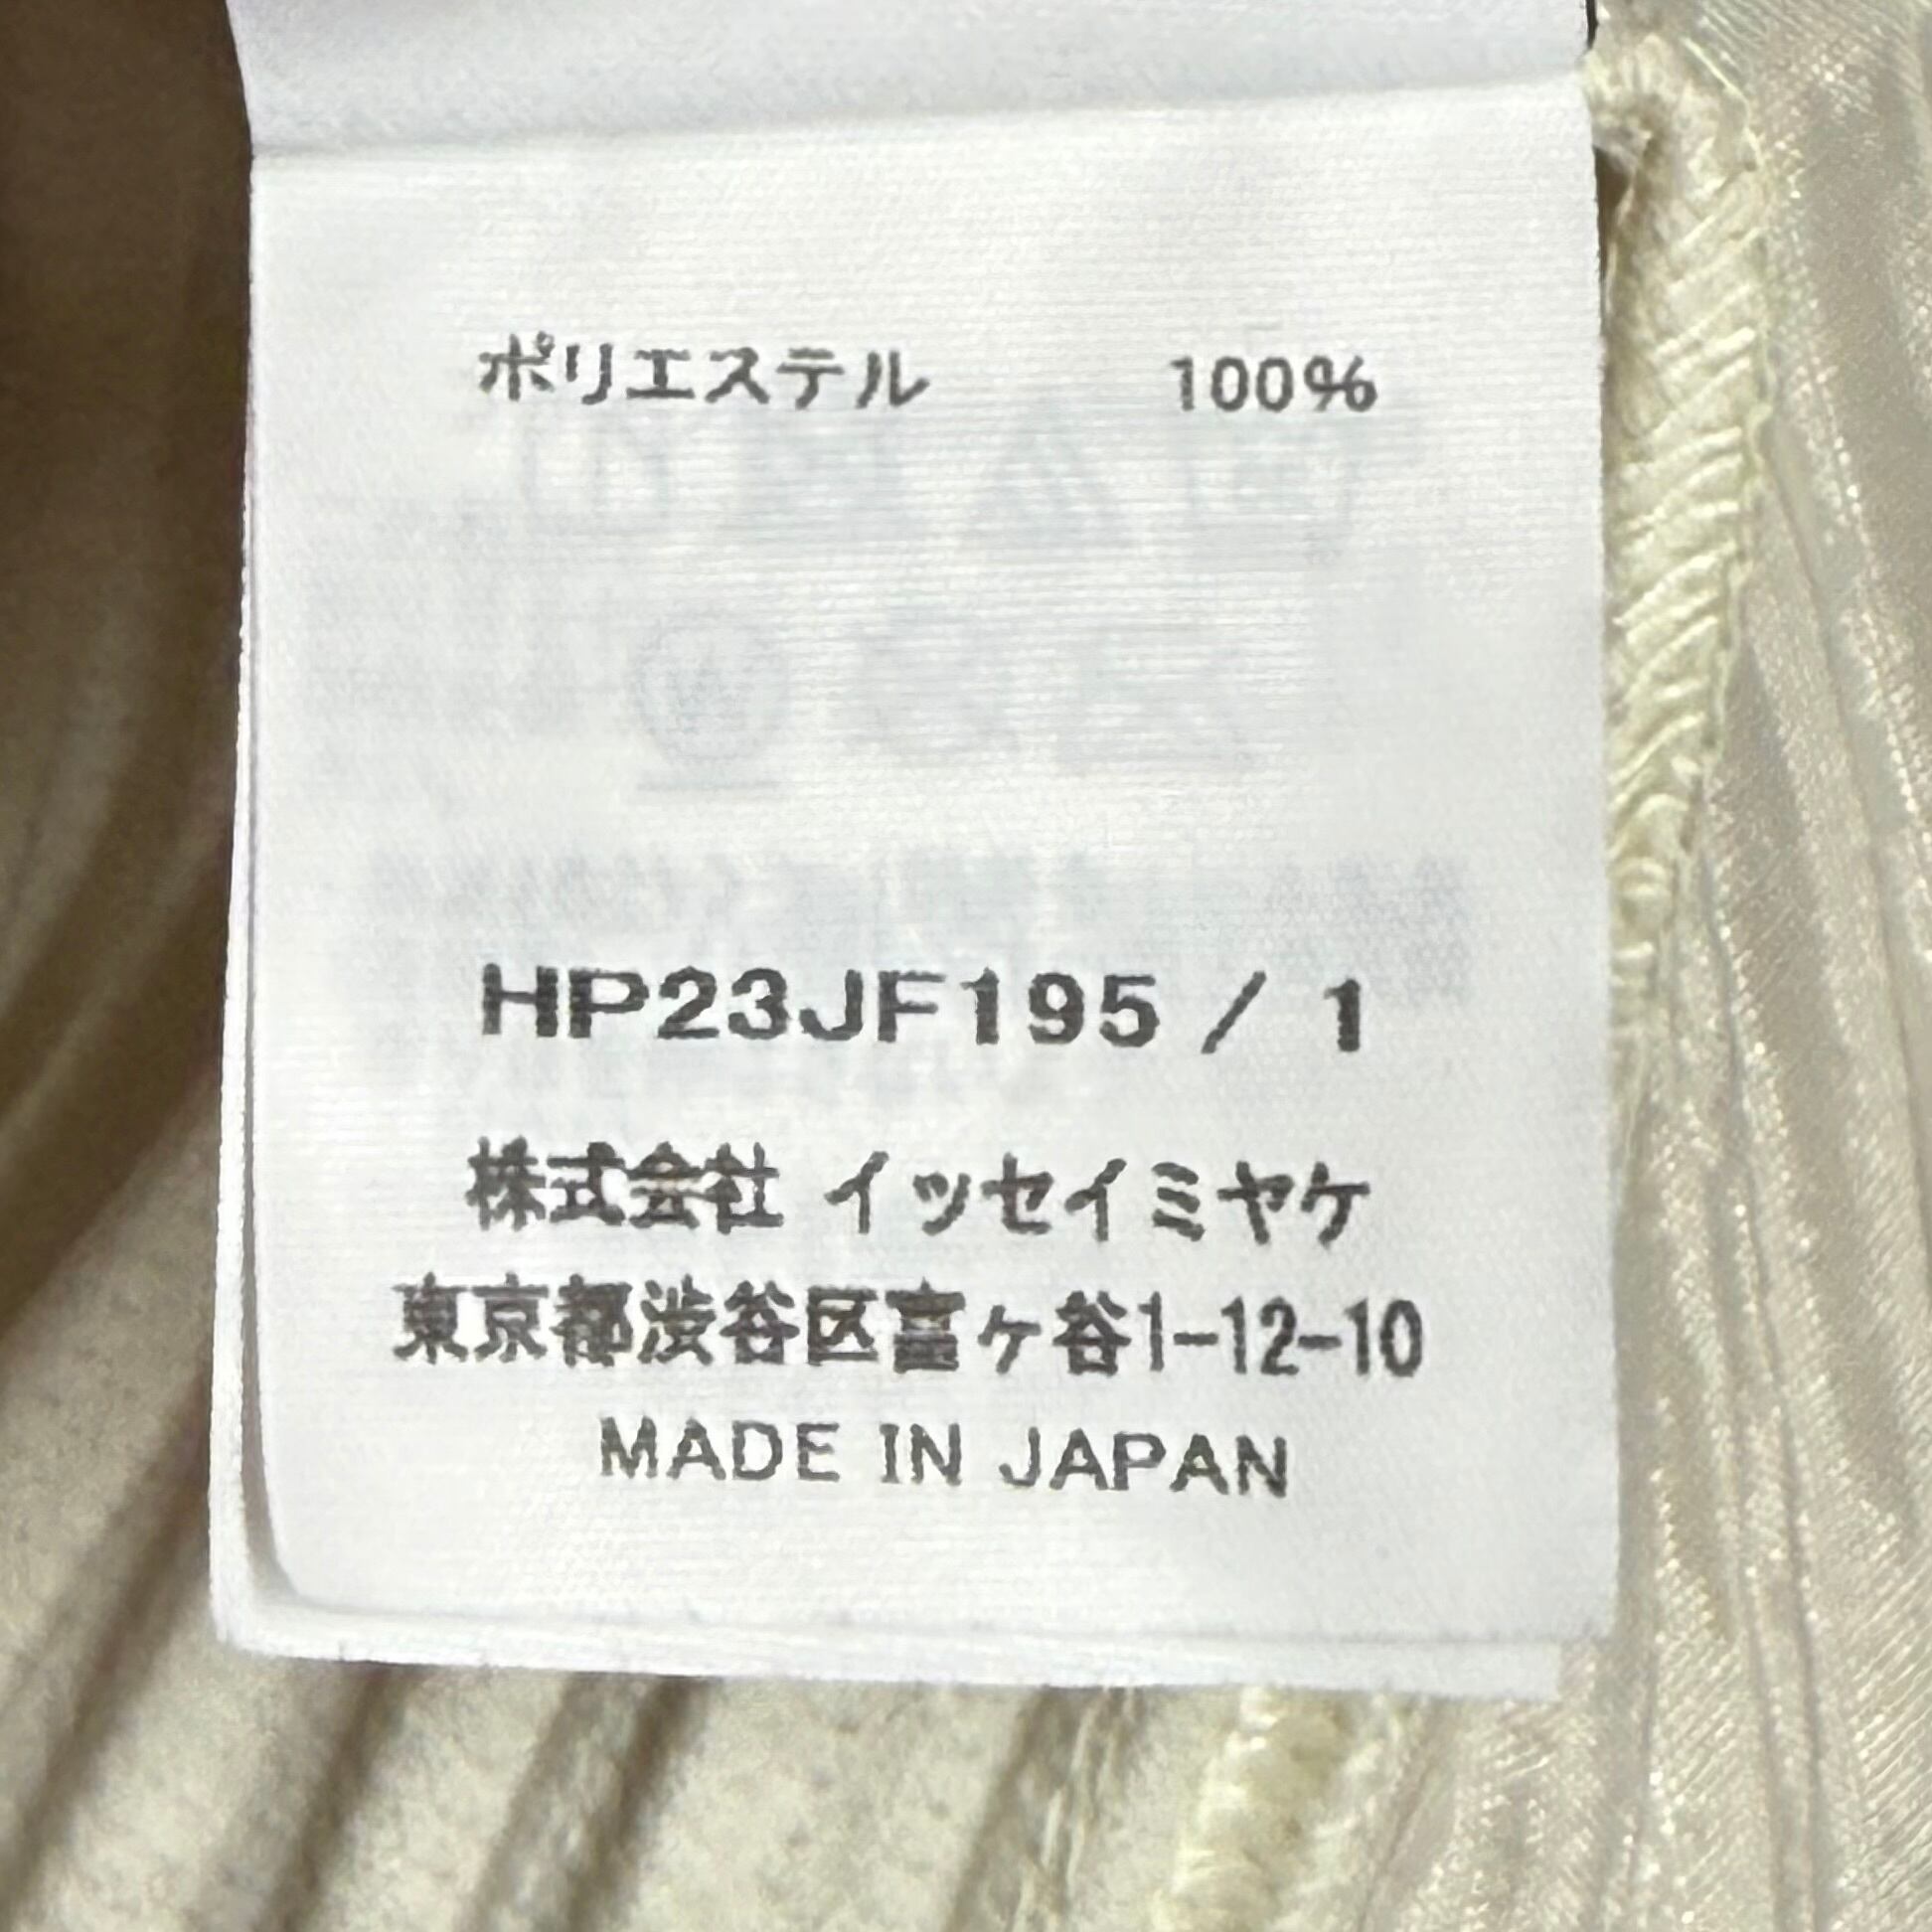 ポリエステル 100%
HP23JF195 / 1
株式会社 イッセイミヤケ
東京都渋谷区富ヶ谷1-12-10
MADE IN JAPAN